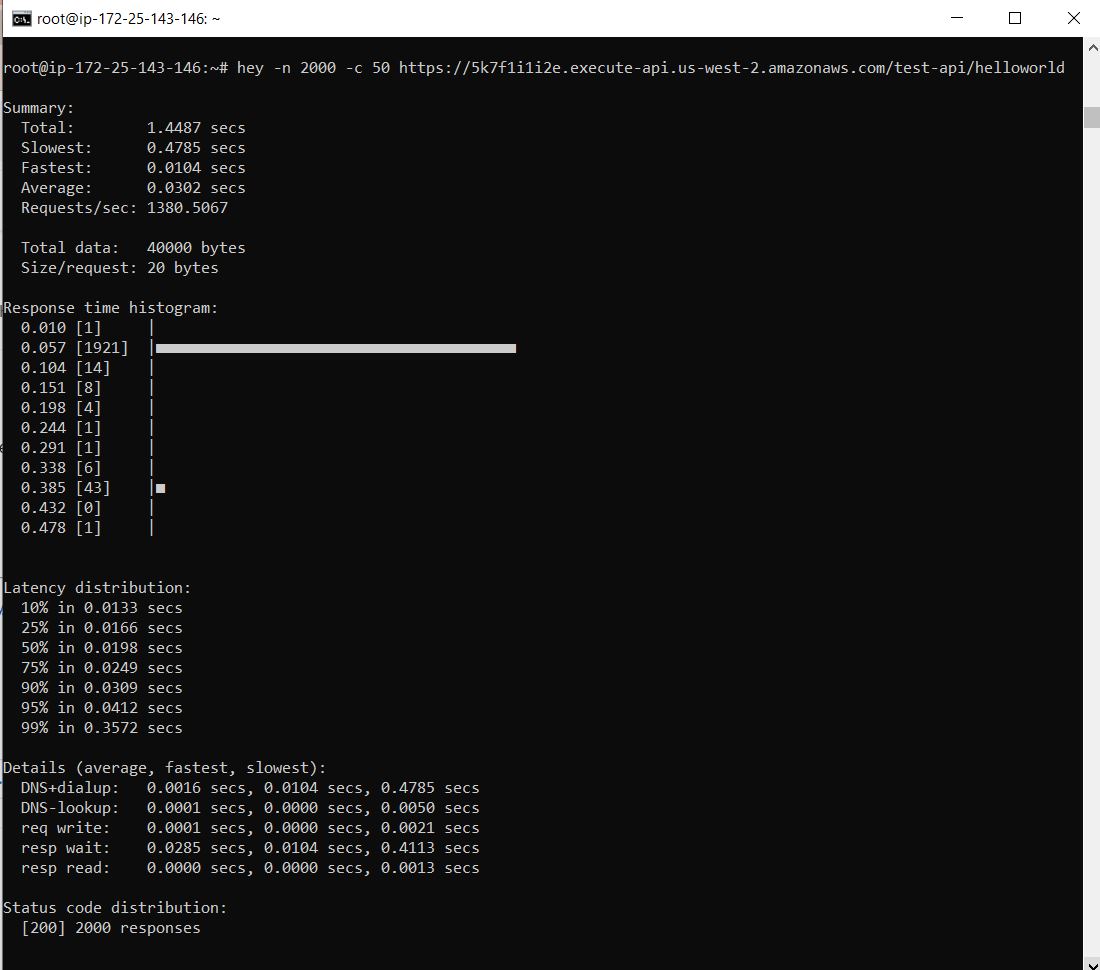 root@ip-172-25-143-146: ~
root@ip-172-25-143-146:~# hey -n 2000 -c 50 https://5k7f1i1i2e.execute-api.us-west-2.amazonaws.com/test-api/helloworld
Summary:
Total: 1.4487 secs
Slowest: 0.4785 secs
Fastest: 0.0104 secs
Average: 0.0302 secs
Requests/sec: 1380.5067
Total data: 40000 bytes
Size/request: 20 bytes
Response time histogram:
0.010 [1] |
0.057 [1921] |■■■■■■■■■■■■■■■■■■■■■■■■■■■■■■■■■■■■■■■■
0.104 [14] |
0.151 [8] |
0.198 [4] |
0.244 [1] |
0.291 [1] |
0.338 [6] |
0.385 [43] |■
0.432 [0] |
0.478 [1] |
Latency distribution:
10% in 0.0133 secs
25% in 0.0166 secs
50% in 0.0198 secs
75% in 0.0249 secs
90% in 0.0309 secs
95% in 0.0412 secs
99% in 0.3572 secs
Details (average, fastest, slowest):
DNS+dialup: 0.0016 secs, 0.0104 secs, 0.4785 secs
DNS-lookup: 0.0001 secs, 0.0000 secs, 0.0050 secs
req write: 0.0001 secs, 0.0000 secs, 0.0021 secs
resp wait: 0.0285 secs, 0.0104 secs, 0.4113 secs
resp read: 0.0000 secs, 0.0000 secs, 0.0013 secs
Status code distribution:
[200] 2000 responses